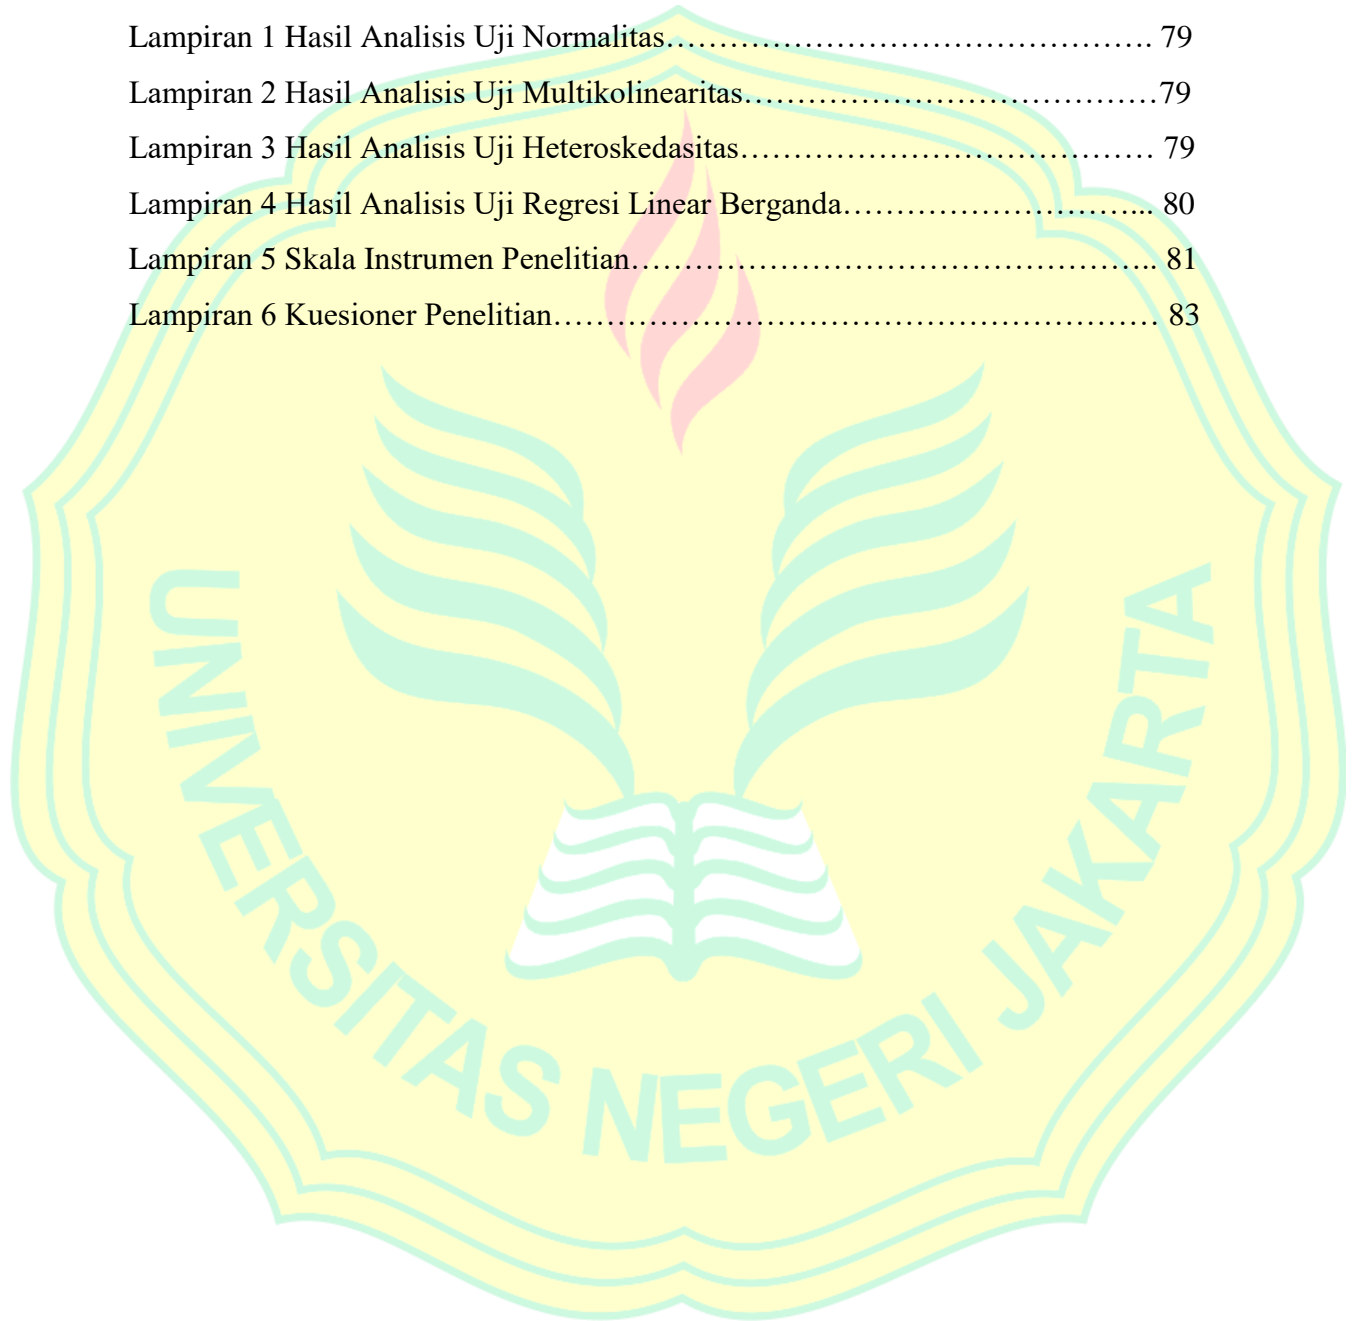 Lampiran 1 Hasil Analisis Uji Normalitas………………………………………………. 79
Lampiran 2 Hasil Analisis Uji Multikolinearitas…………………………………………79
Lampiran 3 Hasil Analisis Uji Heteroskedasitas………………………………………… 79
Lampiran 4 Hasil Analisis Uji Regresi Linear Berganda…………………………….. 80
Lampiran 5 Skala Instrumen Penelitian………………………………………………….. 81
Lampiran 6 Kuesioner Penelitian…………………………………………………………… 83
UNIVERSITAS NEGERI JAKARTA